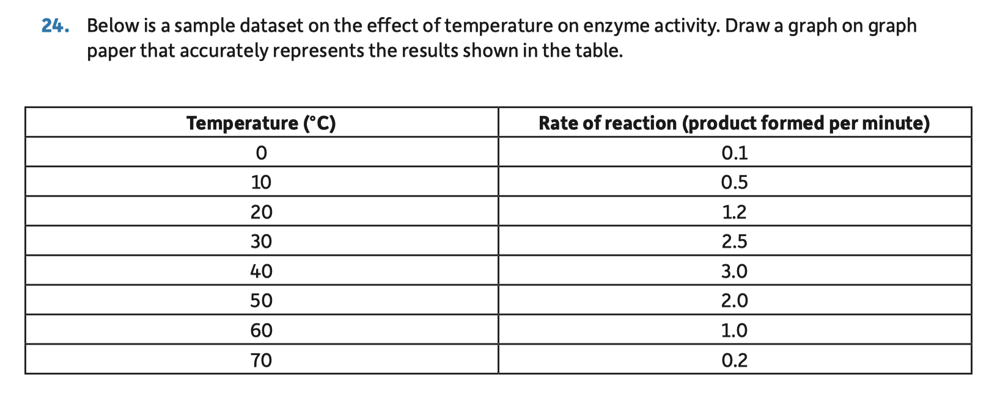 24. Below is a sample dataset on the effect of temperature on enzyme activity. Draw a graph on graph
paper that accurately represents the results shown in the table.
Temperature (°C) Rate of reaction (product formed per minute)
0 0.1
10 0.5
20 1.2
30 2.5
40 3.0
50 2.0
60 1.0
70 0.2